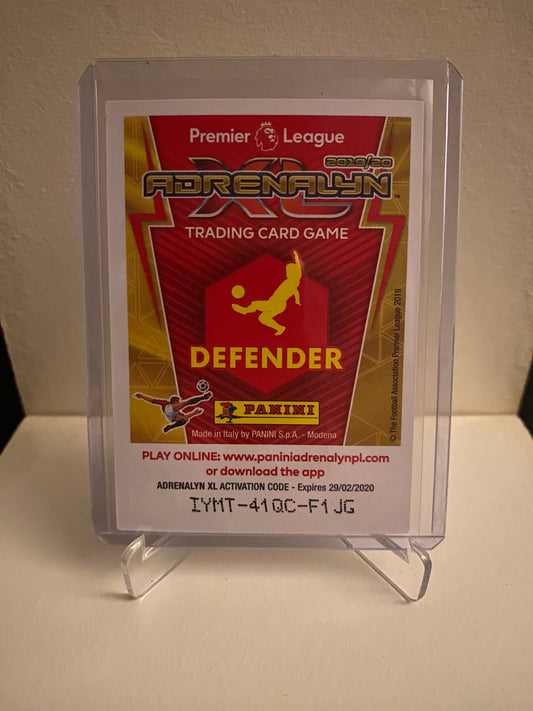 Premier League
2019/20
ADRENALYN XL™
TRADING CARD GAME
DEFENDER
PANINI
Made in Italy by PANINI S.p.A. - Modena
© The Football Association Premier League 2019
PLAY ONLINE: www.paniniadrenalynpl.com
or download the app
ADRENALYN XL ACTIVATION CODE - Expires 29/02/2020
IYMT-41QC-F1JG